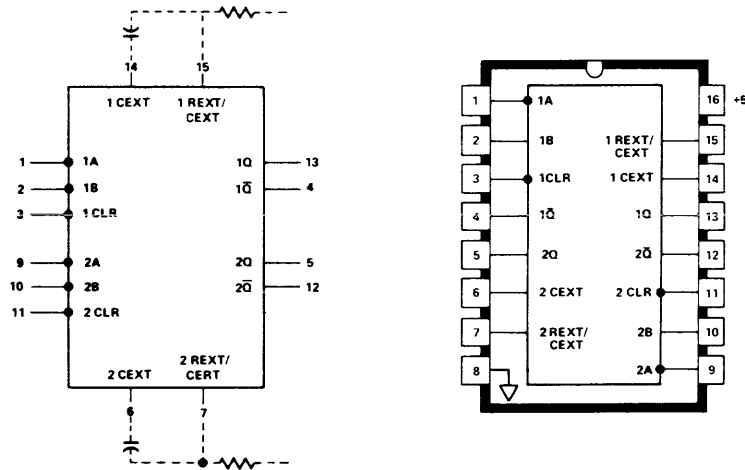 14 15
1 CEXT 1 REXT/
CEXT
1 1A 1Q 13
2 1B 1Q̅ 4
3 1 CLR
9 2A 2Q 5
10 2B 2Q̅ 12
11 2 CLR
2 CEXT 2 REXT/
CERT
6 7
1 1A 16 +5
2 1B 1 REXT/
CEXT 15
3 1CLR 1 CEXT 14
4 1Q̅ 1Q 13
5 2Q 2Q̅ 12
6 2 CEXT 2 CLR 11
7 2 REXT/
CEXT 2B 10
8 2A 9